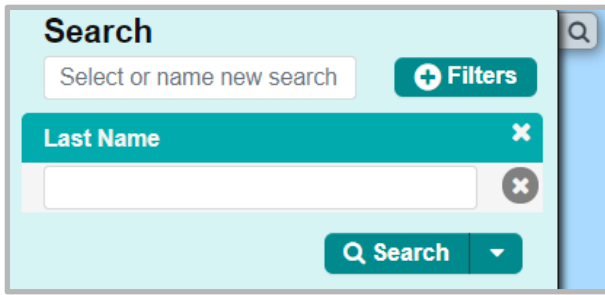 Search
Select or name new search
Filters
Last Name
Search